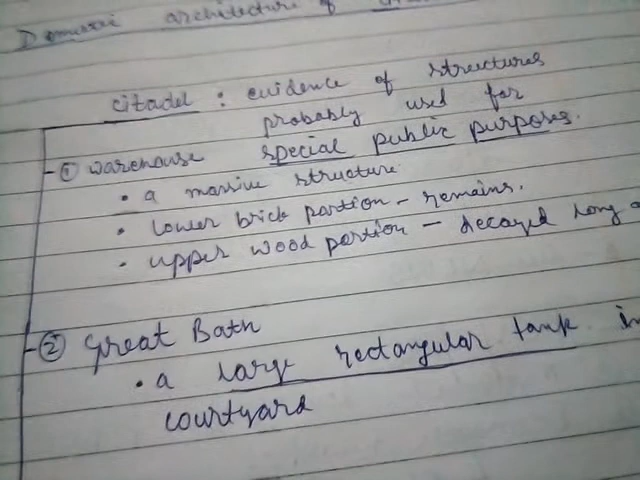 Domestic architecture of
citadel : evidence of structures
probably used for
special public purposes.
① warehouse
• a massive structure
• lower brick portion - remains.
• upper wood portion - decayed long
② Great Bath
• a large rectangular tank in
courtyard